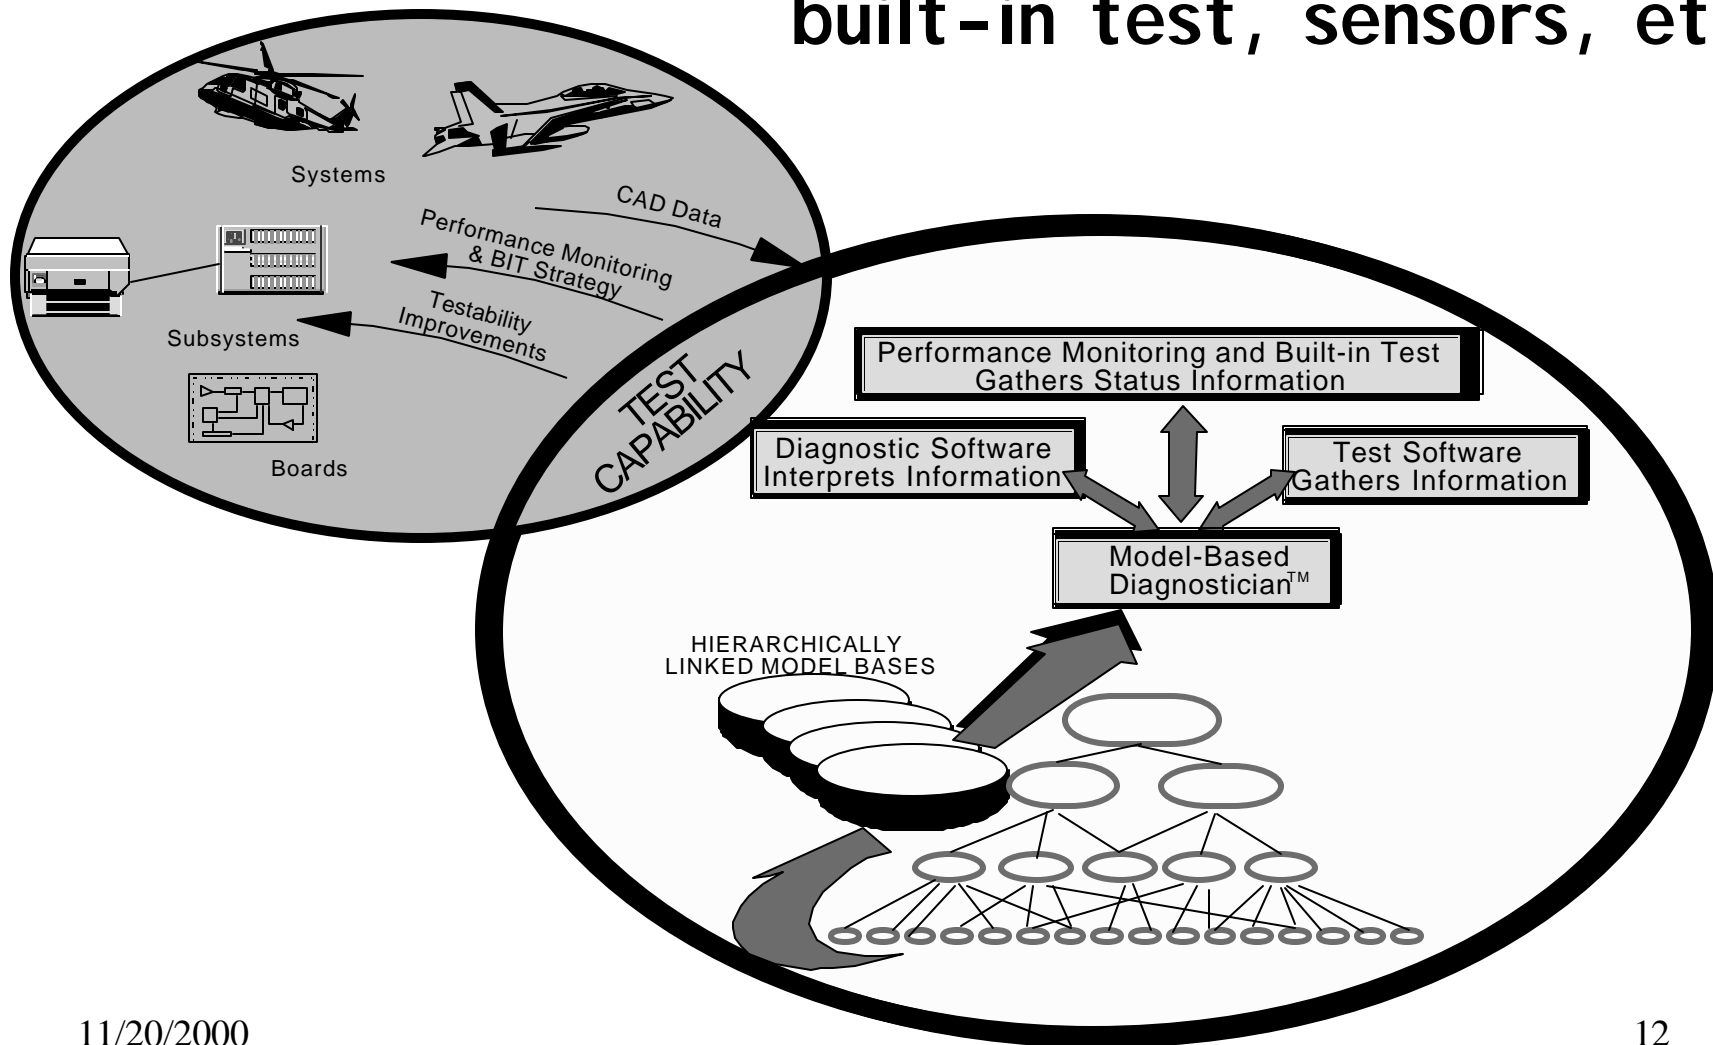 built-in test, sensors, et
Systems
CAD Data
Performance Monitoring
& BIT Strategy
Testability
Improvements
Subsystems
Boards
TEST
CAPABILITY
Performance Monitoring and Built-in Test
Gathers Status Information
Diagnostic Software
Interprets Information
Test Software
Gathers Information
Model-Based
Diagnostician™
HIERARCHICALLY
LINKED MODEL BASES
11/20/2000
12